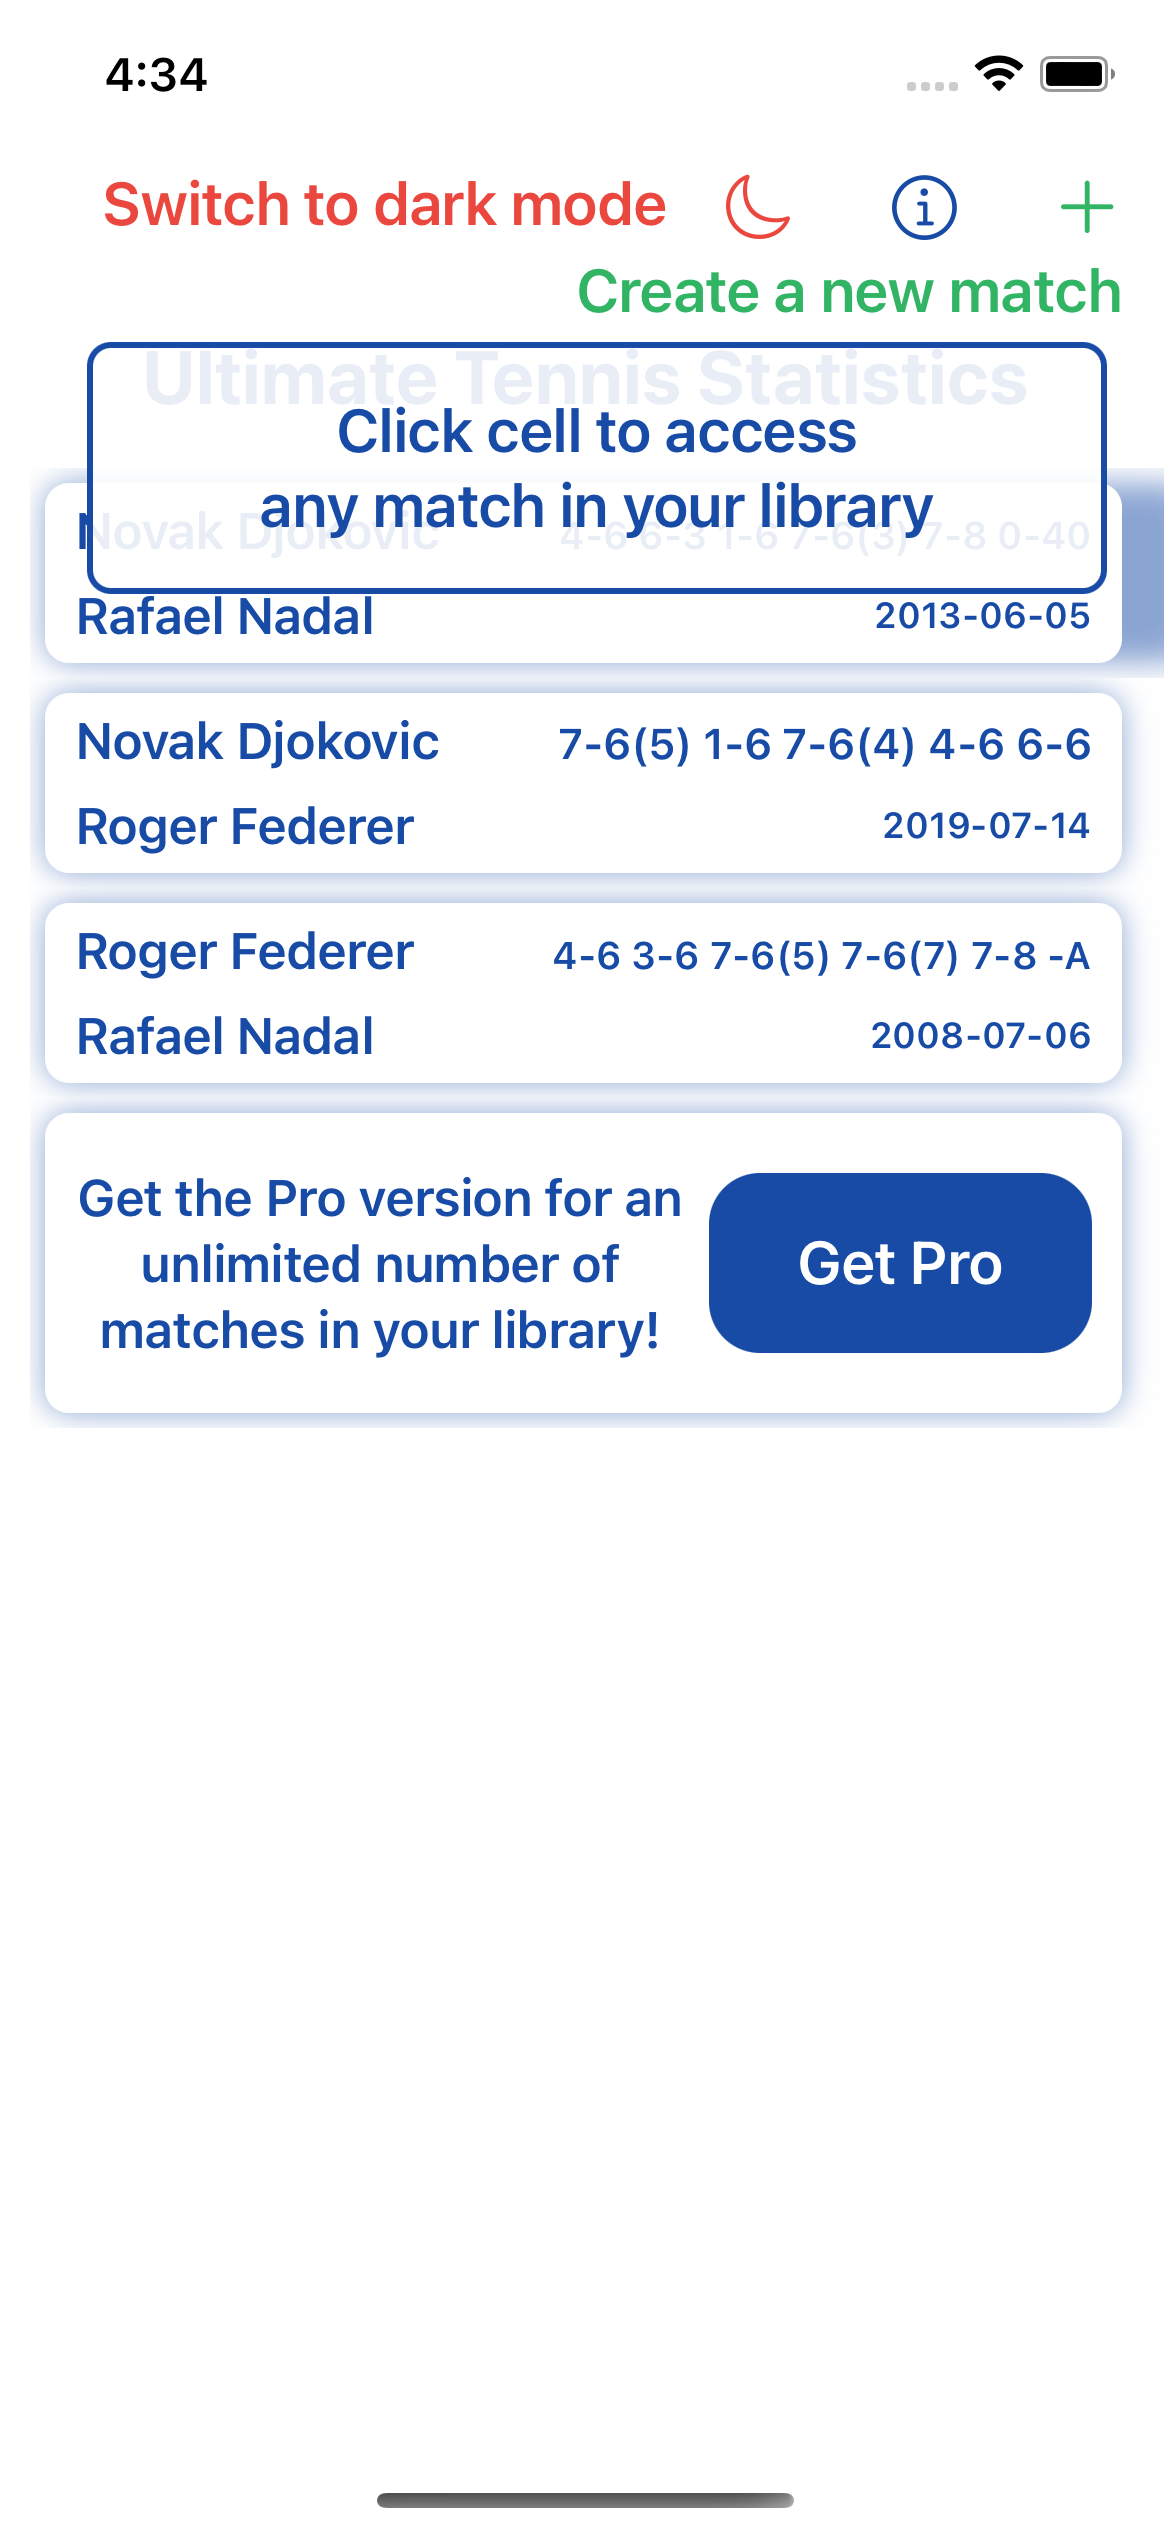 4:34
Switch to dark mode
Create a new match
Ultimate Tennis Statistics
Click cell to access
any match in your library
Novak Djokovic 4-6 6-3 1-6 7-6(3) 7-8 0-40
Rafael Nadal 2013-06-05
Novak Djokovic 7-6(5) 1-6 7-6(4) 4-6 6-6
Roger Federer 2019-07-14
Roger Federer 4-6 3-6 7-6(5) 7-6(7) 7-8 -A
Rafael Nadal 2008-07-06
Get the Pro version for an
unlimited number of
matches in your library!
Get Pro